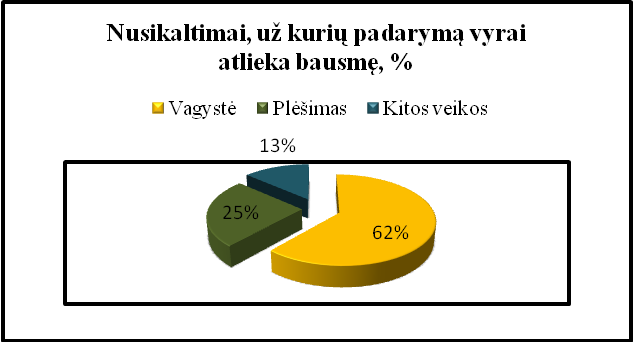 Nusikaltimai, už kurių padarymą vyrai
atlieka bausmę, %
Vagystė Plėšimas Kitos veikos
13%
25%
62%